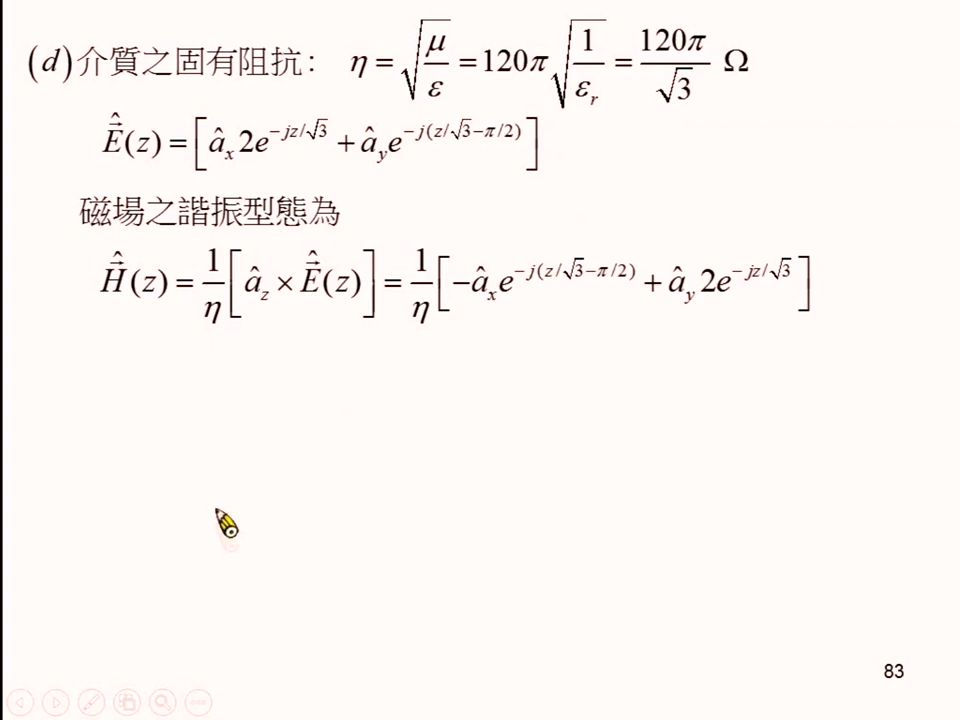 (d)介質之固有阻抗: η = √(μ/ε) = 120π √(1/ε_r) = 120π/√3 Ω
E⃗̂(z) = [â_x 2e^{-jz/√3} + â_y e^{-j(z/√3-π/2)}]
磁場之諧振型態為
H⃗̂(z) = 1/η [â_z × E⃗̂(z)] = 1/η [-â_x e^{-j(z/√3-π/2)} + â_y 2e^{-jz/√3}]
83